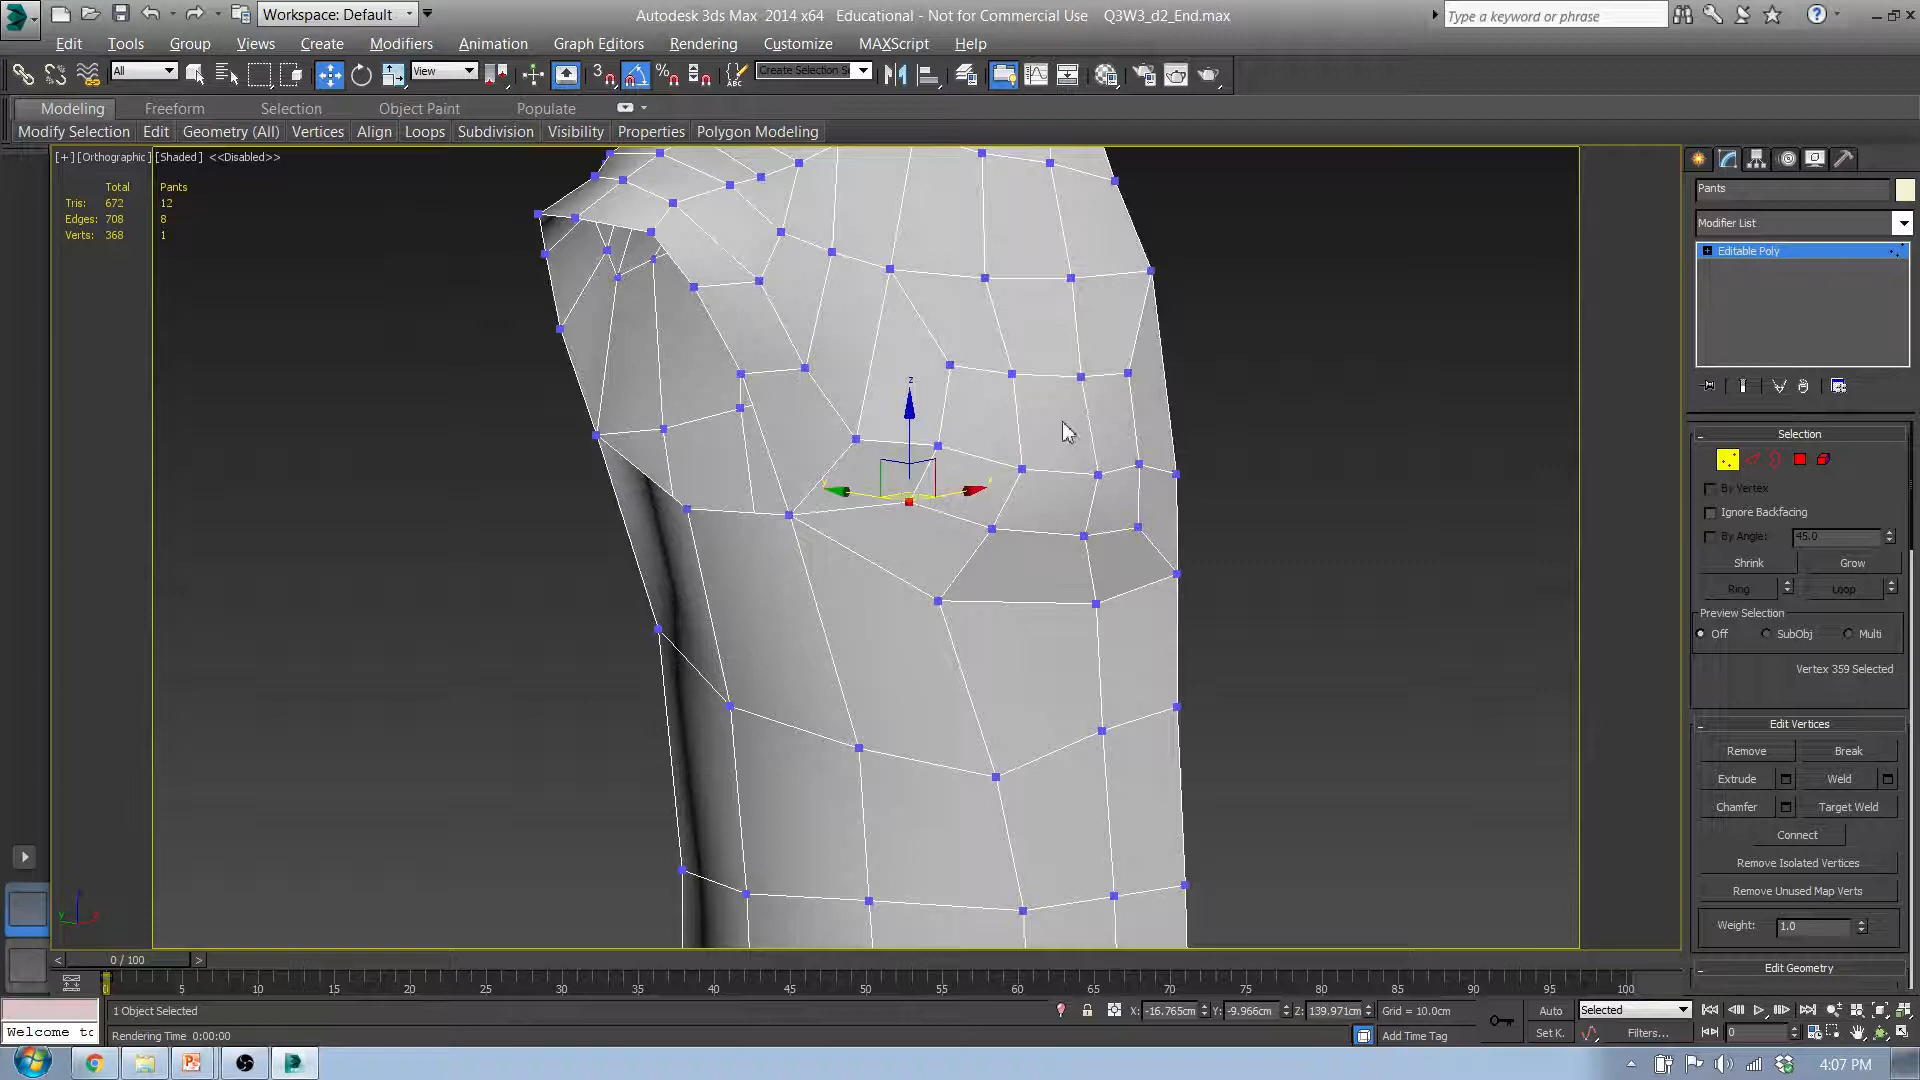 Workspace: Default
Autodesk 3ds Max 2014 x64 Educational - Not for Commercial Use Q3W3_d2_End.max
Type a keyword or phrase
Edit Tools Group Views Create Modifiers Animation Graph Editors Rendering Customize MAXScript Help
All View Create Selection S
Modeling Freeform Selection Object Paint Populate
Modify Selection Edit Geometry (All) Vertices Align Loops Subdivision Visibility Properties Polygon Modeling
[+] [Orthographic] [Shaded] <<Disabled>>
Total Pants
Tris: 672 12
Edges: 708 8
Verts: 368 1
z
Pants
Modifier List
Editable Poly
Selection
By Vertex
Ignore Backfacing
By Angle: 45.0
Shrink Grow
Ring Loop
Preview Selection
Off SubObj Multi
Vertex 359 Selected
Edit Vertices
Remove Break
Extrude Weld
Chamfer Target Weld
Connect
Remove Isolated Vertices
Remove Unused Map Verts
Weight: 1.0
Edit Geometry
< 0 / 100 >
0 5 10 15 20 25 30 35 40 45 50 55 60 65 70 75 80 85 90 95 100
1 Object Selected X: -16.765cm Y: -9.966cm Z: 139.971cm Grid = 10.0cm Auto Selected
Welcome to Rendering Time 0:00:00 Add Time Tag Set K. Filters... 0
4:07 PM